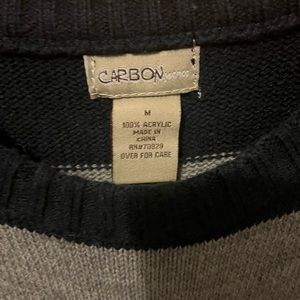 CARBON
M
100% ACRYLIC
MADE IN
CHINA
RN#70829
OVER FOR CARE